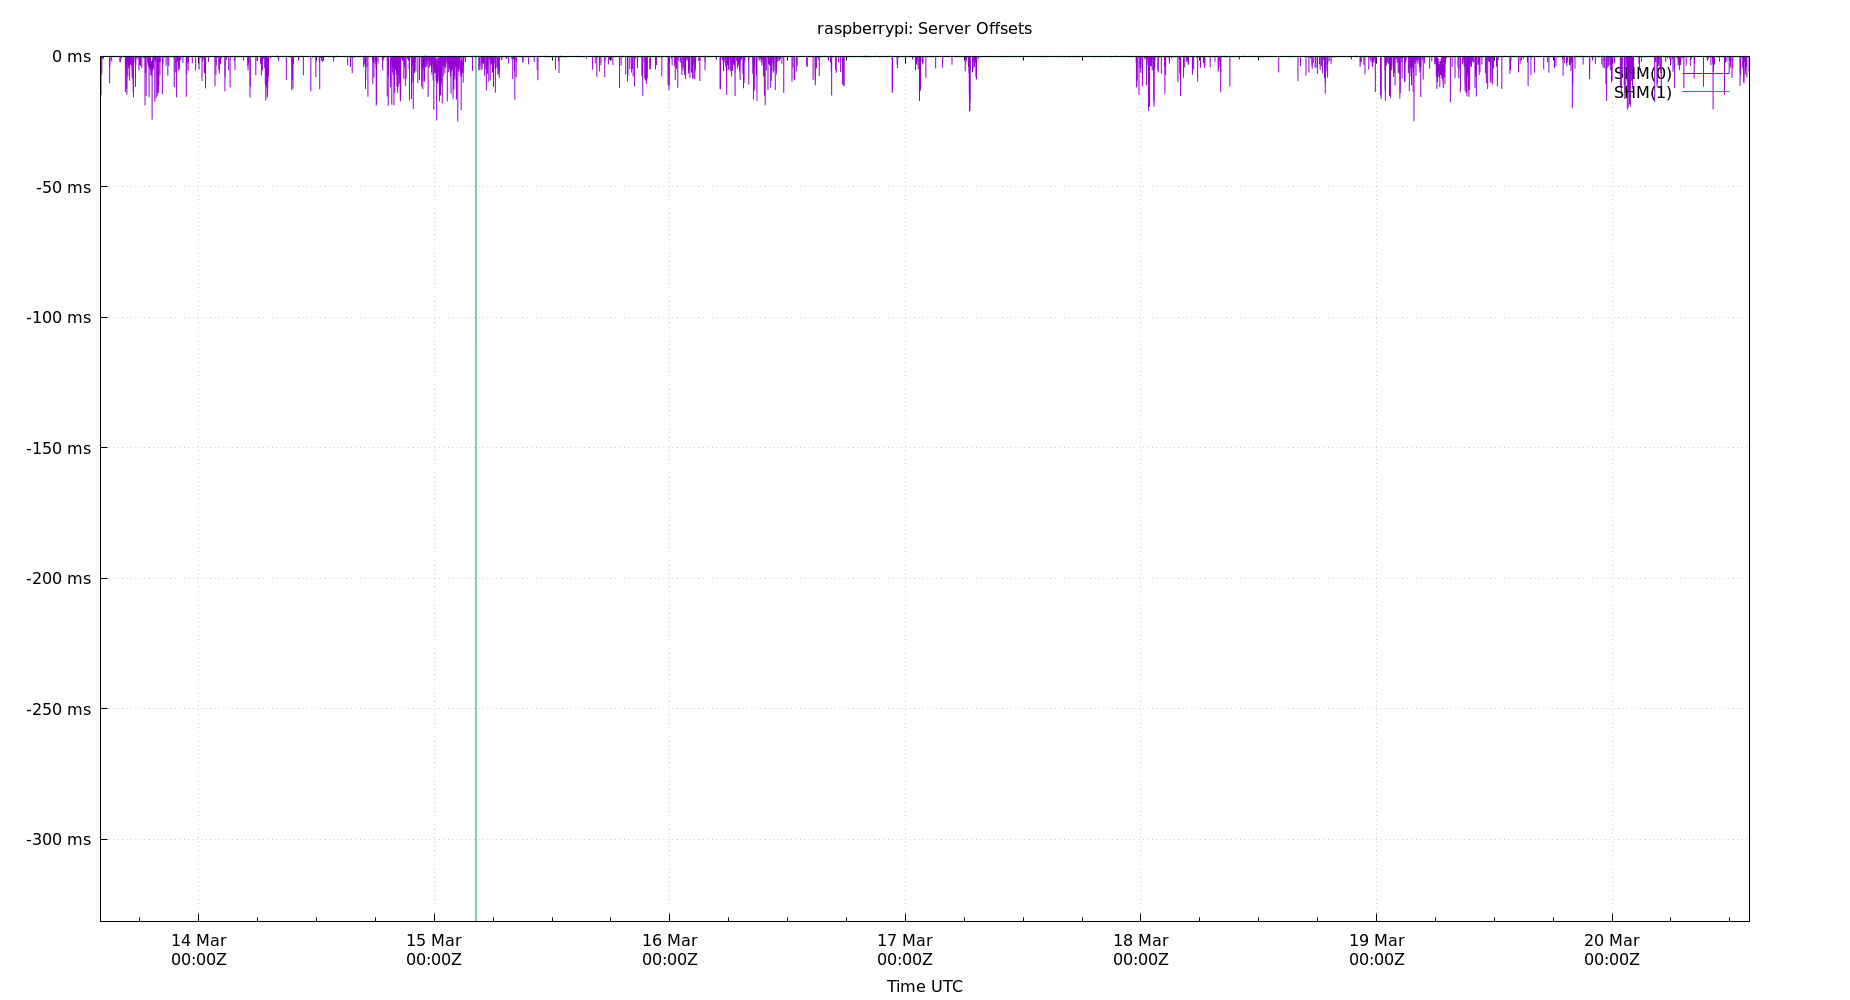 raspberrypi: Server Offsets
0 ms
SHM(0)
SHM(1)
-50 ms
-100 ms
-150 ms
-200 ms
-250 ms
-300 ms
14 Mar 15 Mar 16 Mar 17 Mar 18 Mar 19 Mar 20 Mar
00:00Z 00:00Z 00:00Z 00:00Z 00:00Z 00:00Z 00:00Z
Time UTC